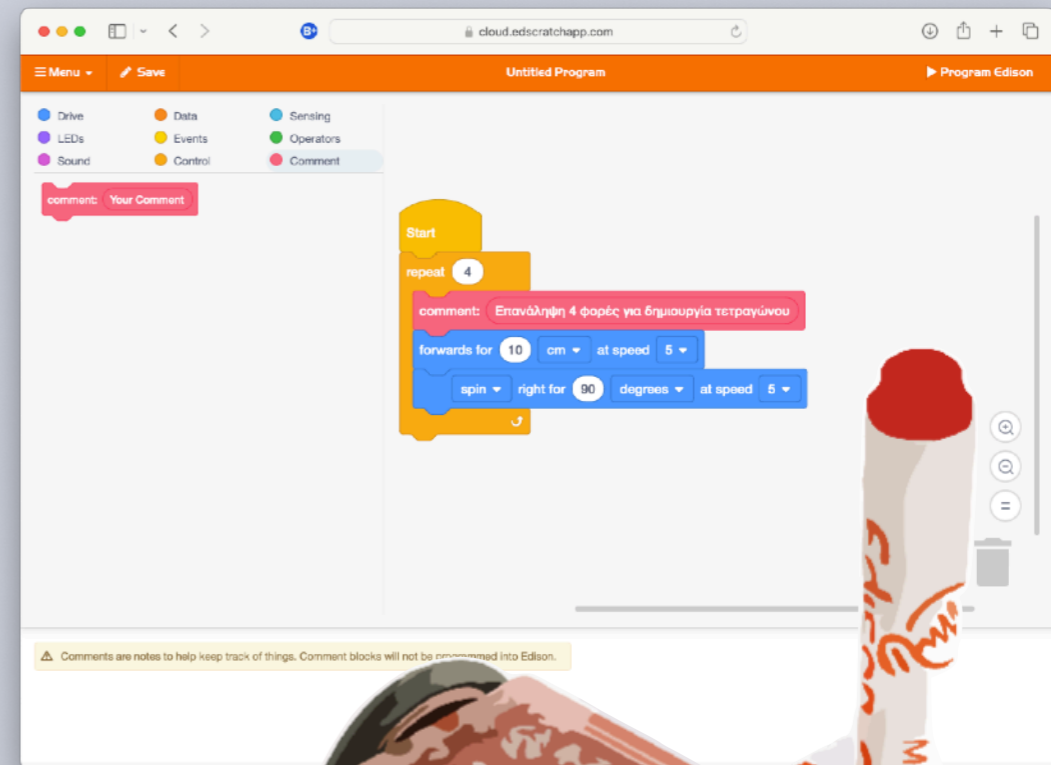 cloud.edscratchapp.com
Menu Save Untitled Program Program Edison
Drive Data Sensing
LEDs Events Operators
Sound Control Comment
comment: Your Comment
Start
repeat 4
comment: Επανάληψη 4 φορές για δημιουργία τετραγώνου
forwards for 10 cm at speed 5
spin right for 90 degrees at speed 5
Comments are notes to help keep track of things. Comment blocks will not be programmed into Edison.